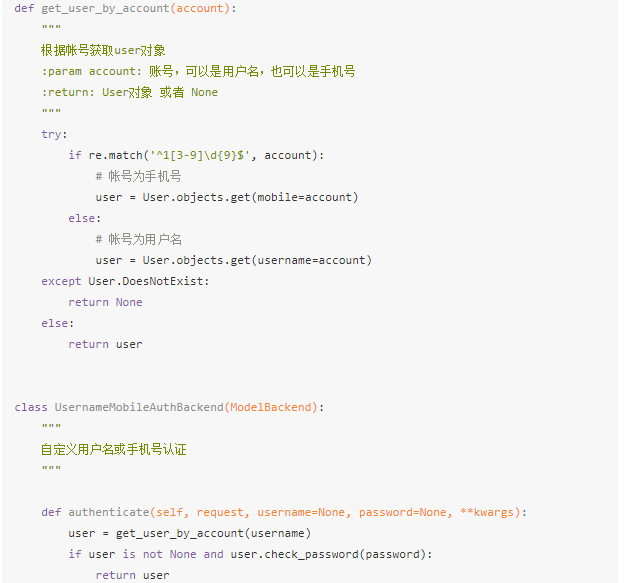 def get_user_by_account(account):
    """
    根据帐号获取user对象
    :param account: 账号，可以是用户名，也可以是手机号
    :return: User对象 或者 None
    """
    try:
        if re.match('^1[3-9]\d{9}$', account):
            # 帐号为手机号
            user = User.objects.get(mobile=account)
        else:
            # 帐号为用户名
            user = User.objects.get(username=account)
    except User.DoesNotExist:
        return None
    else:
        return user
class UsernameMobileAuthBackend(ModelBackend):
    """
    自定义用户名或手机号认证
    """
    def authenticate(self, request, username=None, password=None, **kwargs):
        user = get_user_by_account(username)
        if user is not None and user.check_password(password):
            return user